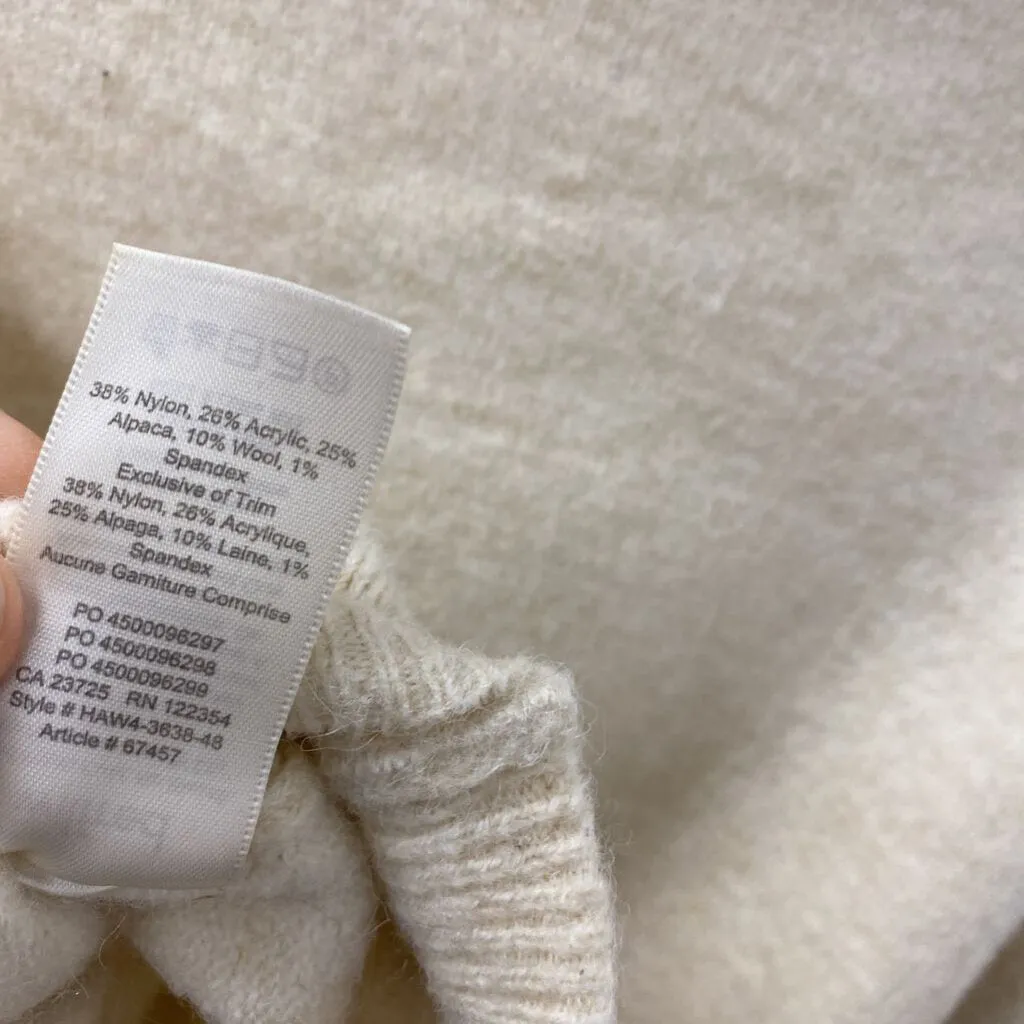 38% Nylon, 26% Acrylic, 25%
Alpaca, 10% Wool, 1%
Spandex
Exclusive of Trim
38% Nylon, 26% Acrylique,
25% Alpaga, 10% Laine, 1%
Spandex
Aucune Garniture Comprise
PO 4500096297
PO 4500096298
PO 4500096299
CA 23725 RN 122354
Style # HAW4-3638-48
Article # 67457